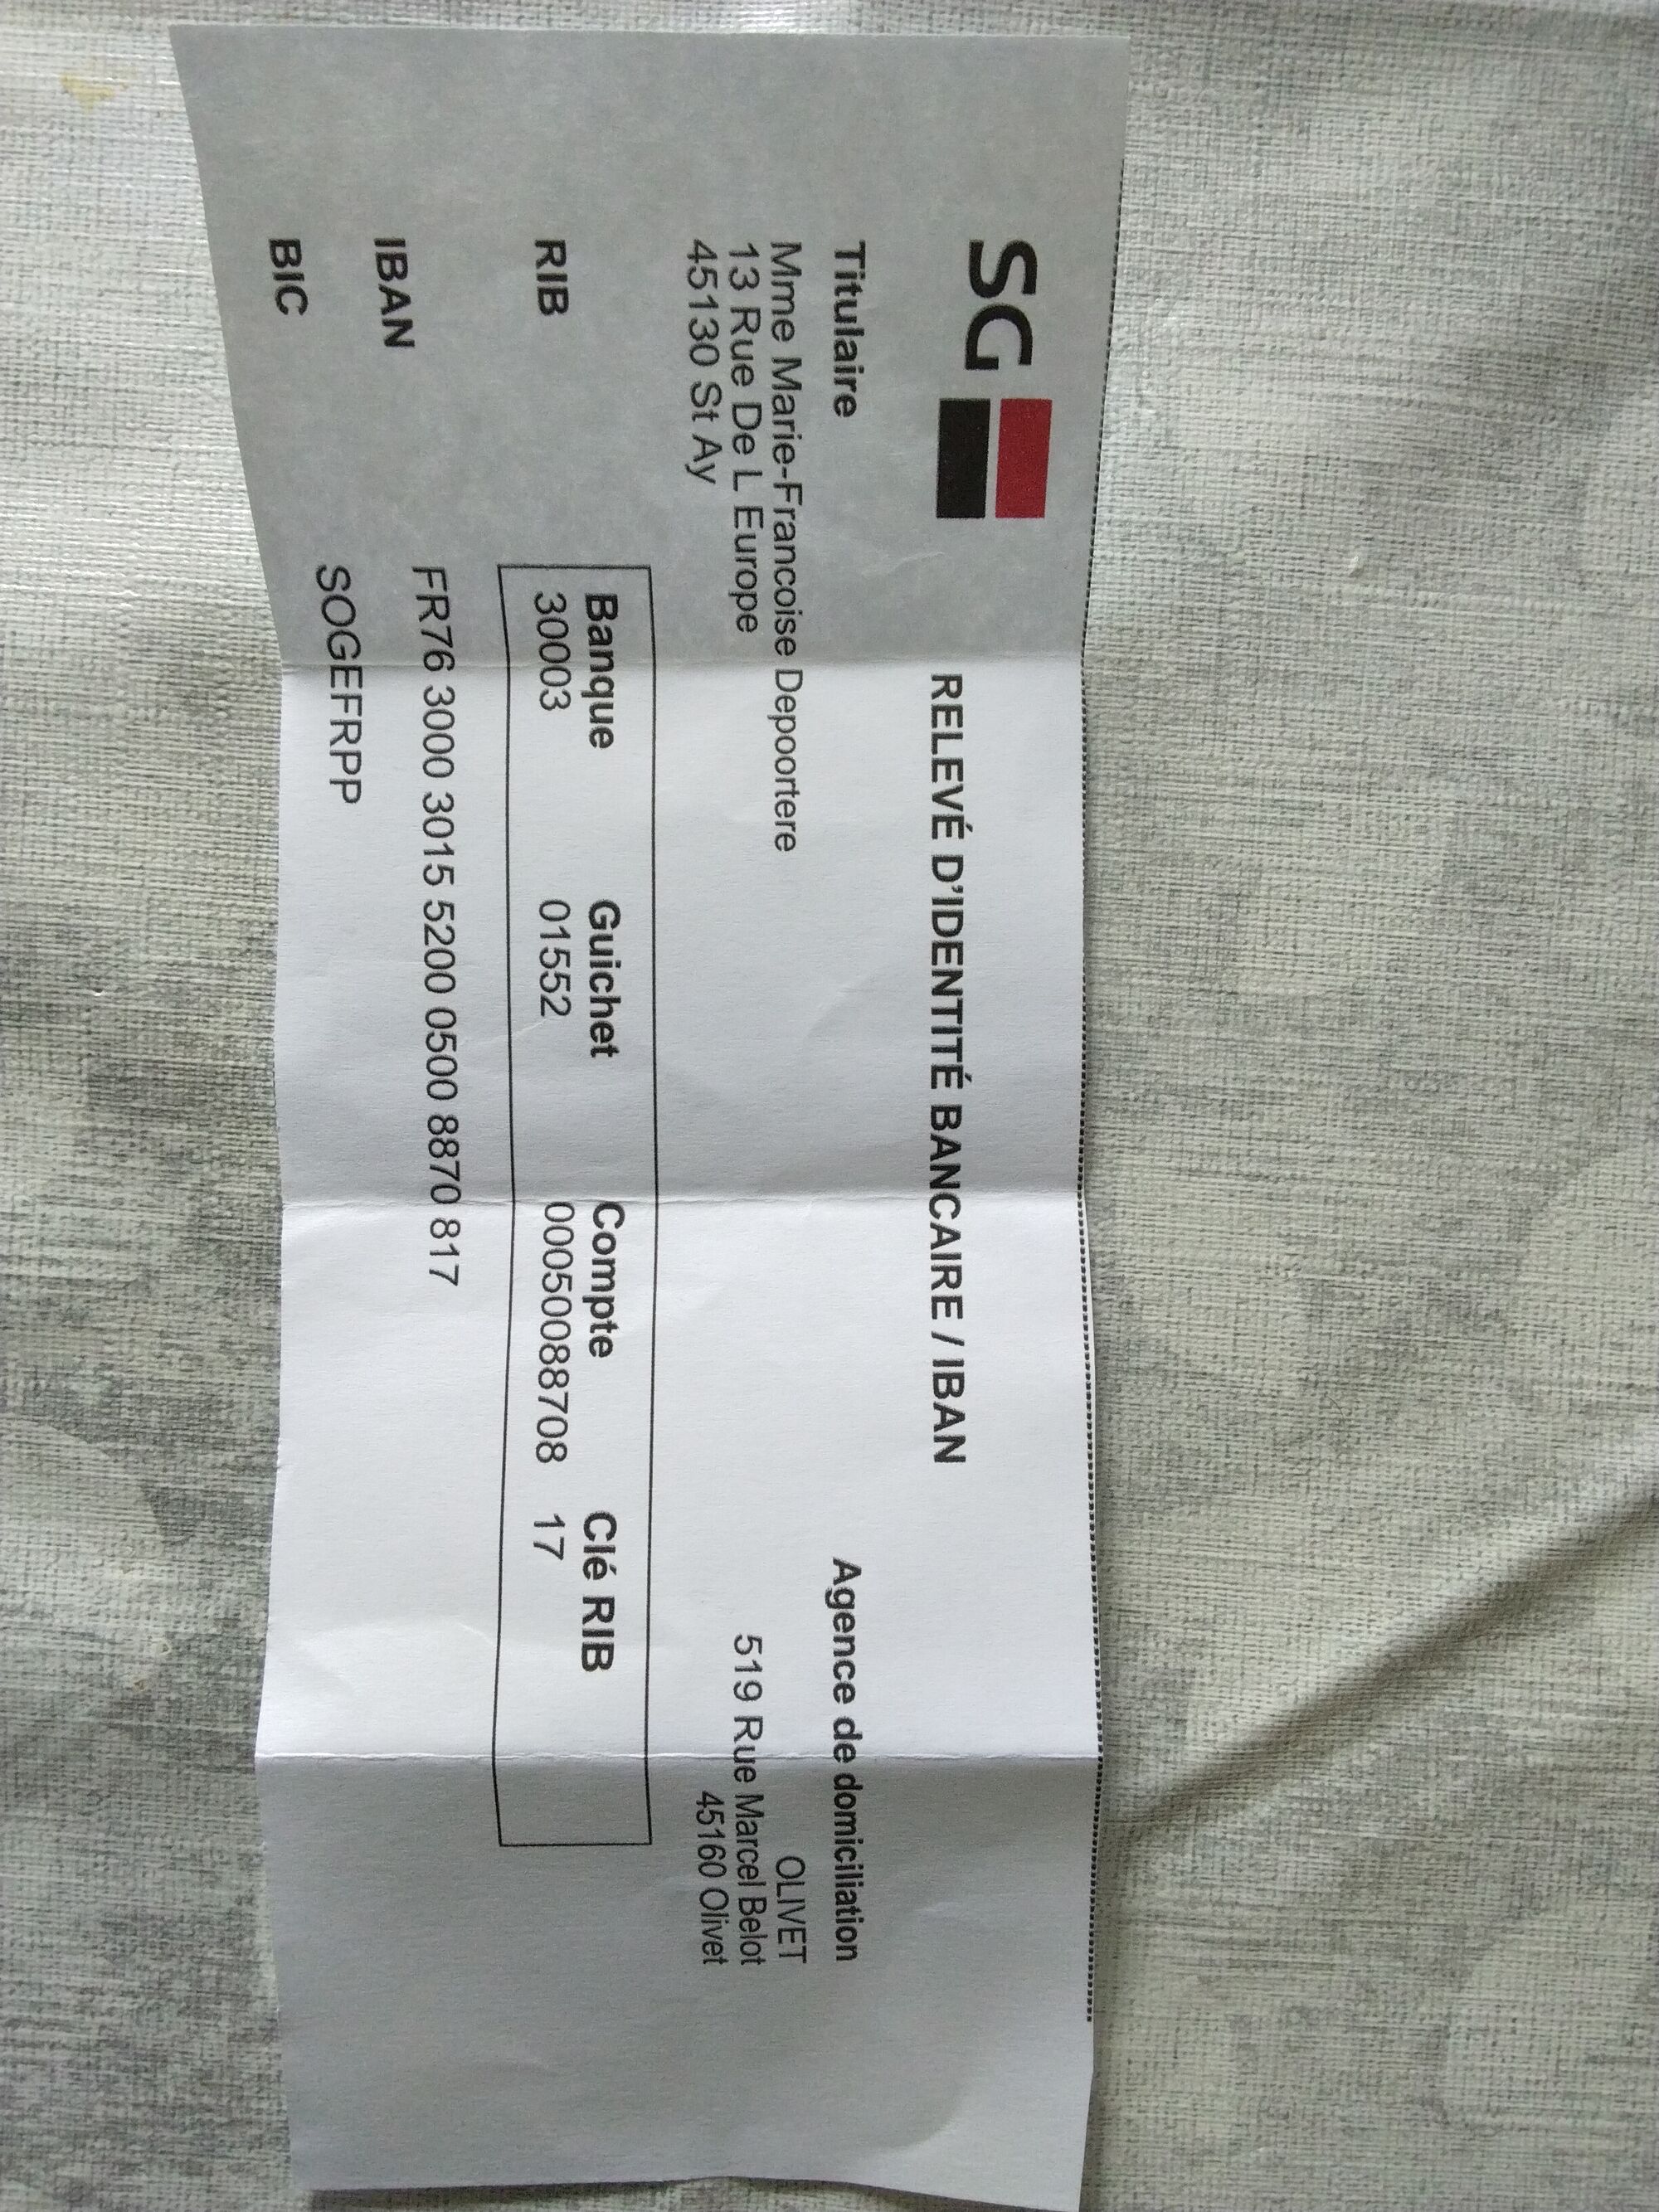 SG
RELEVÉ D'IDENTITÉ BANCAIRE / IBAN
Titulaire
Mme Marie-Francoise Depoortere
13 Rue De L Europe
45130 St Ay
Agence de domiciliation
OLIVET
519 Rue Marcel Belot
45160 Olivet
RIB
Banque Guichet Compte Clé RIB
30003 01552 00050088708 17
IBAN FR76 3000 3015 5200 0500 8870 817
BIC SOGEFRPP